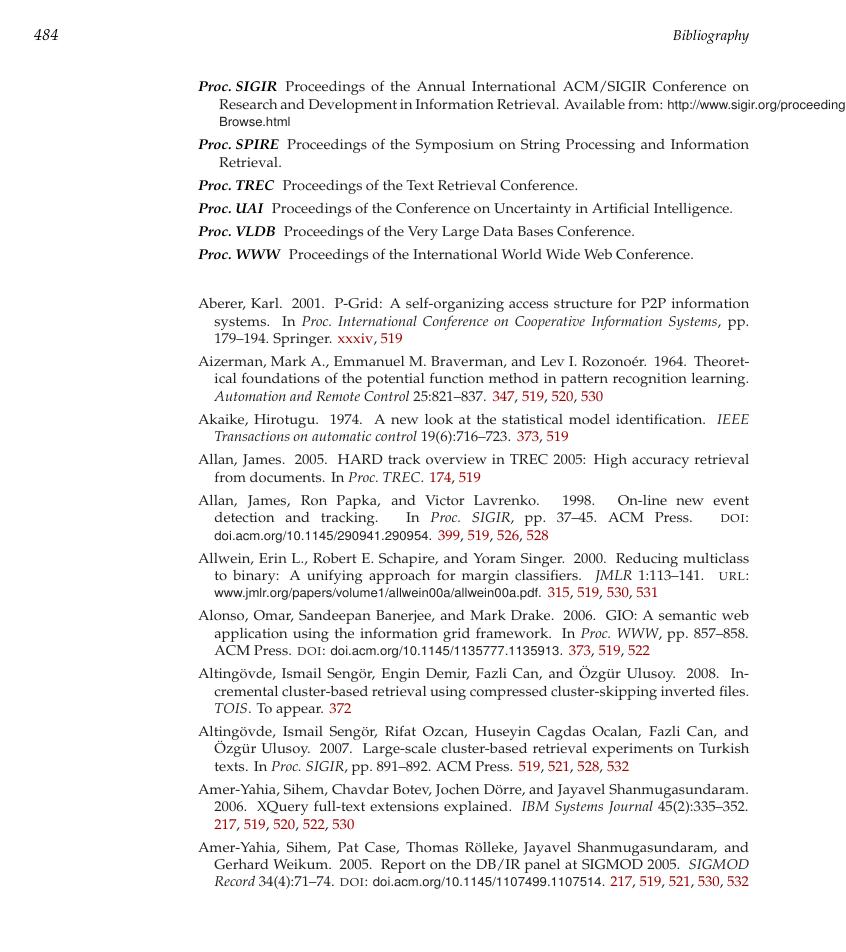 484 Bibliography
Proc. SIGIR Proceedings of the Annual International ACM/SIGIR Conference on
Research and Development in Information Retrieval. Available from: http://www.sigir.org/proceeding
Browse.html
Proc. SPIRE Proceedings of the Symposium on String Processing and Information
Retrieval.
Proc. TREC Proceedings of the Text Retrieval Conference.
Proc. UAI Proceedings of the Conference on Uncertainty in Artificial Intelligence.
Proc. VLDB Proceedings of the Very Large Data Bases Conference.
Proc. WWW Proceedings of the International World Wide Web Conference.
Aberer, Karl. 2001. P-Grid: A self-organizing access structure for P2P information
systems. In Proc. International Conference on Cooperative Information Systems, pp.
179–194. Springer. xxxiv, 519
Aizerman, Mark A., Emmanuel M. Braverman, and Lev I. Rozonoér. 1964. Theoret-
ical foundations of the potential function method in pattern recognition learning.
Automation and Remote Control 25:821–837. 347, 519, 520, 530
Akaike, Hirotugu. 1974. A new look at the statistical model identification. IEEE
Transactions on automatic control 19(6):716–723. 373, 519
Allan, James. 2005. HARD track overview in TREC 2005: High accuracy retrieval
from documents. In Proc. TREC. 174, 519
Allan, James, Ron Papka, and Victor Lavrenko. 1998. On-line new event
detection and tracking. In Proc. SIGIR, pp. 37–45. ACM Press. DOI:
doi.acm.org/10.1145/290941.290954. 399, 519, 526, 528
Allwein, Erin L., Robert E. Schapire, and Yoram Singer. 2000. Reducing multiclass
to binary: A unifying approach for margin classifiers. JMLR 1:113–141. URL:
www.jmlr.org/papers/volume1/allwein00a/allwein00a.pdf. 315, 519, 530, 531
Alonso, Omar, Sandeepan Banerjee, and Mark Drake. 2006. GIO: A semantic web
application using the information grid framework. In Proc. WWW, pp. 857–858.
ACM Press. DOI: doi.acm.org/10.1145/1135777.1135913. 373, 519, 522
Altingövde, Ismail Sengör, Engin Demir, Fazli Can, and Özgür Ulusoy. 2008. In-
cremental cluster-based retrieval using compressed cluster-skipping inverted files.
TOIS. To appear. 372
Altingövde, Ismail Sengör, Rifat Ozcan, Huseyin Cagdas Ocalan, Fazli Can, and
Özgür Ulusoy. 2007. Large-scale cluster-based retrieval experiments on Turkish
texts. In Proc. SIGIR, pp. 891–892. ACM Press. 519, 521, 528, 532
Amer-Yahia, Sihem, Chavdar Botev, Jochen Dörre, and Jayavel Shanmugasundaram.
2006. XQuery full-text extensions explained. IBM Systems Journal 45(2):335–352.
217, 519, 520, 522, 530
Amer-Yahia, Sihem, Pat Case, Thomas Rölleke, Jayavel Shanmugasundaram, and
Gerhard Weikum. 2005. Report on the DB/IR panel at SIGMOD 2005. SIGMOD
Record 34(4):71–74. DOI: doi.acm.org/10.1145/1107499.1107514. 217, 519, 521, 530, 532